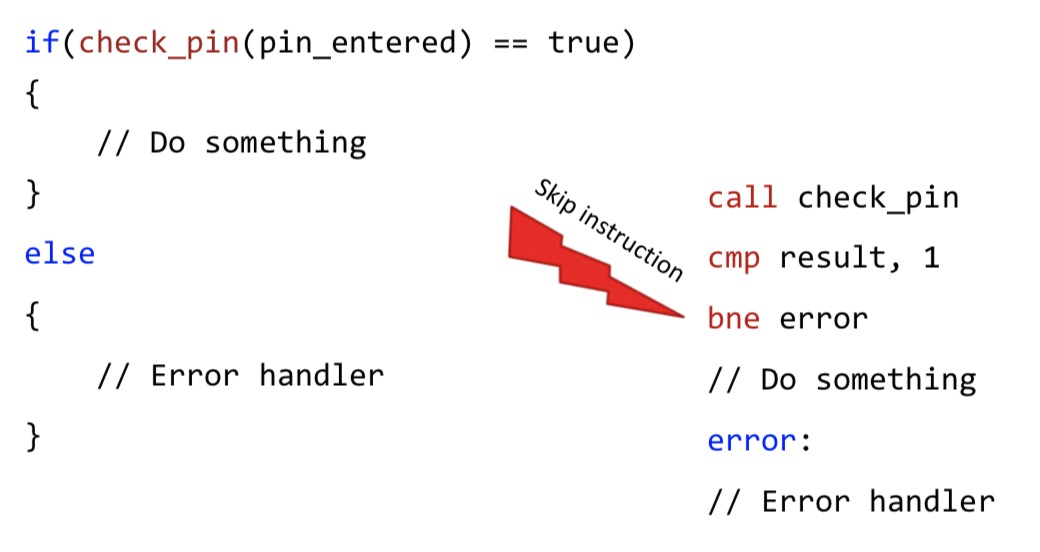 if(check_pin(pin_entered) == true)
{
// Do something
}
else
{
// Error handler
}
Skip instruction
call check_pin
cmp result, 1
bne error
// Do something
error:
// Error handler